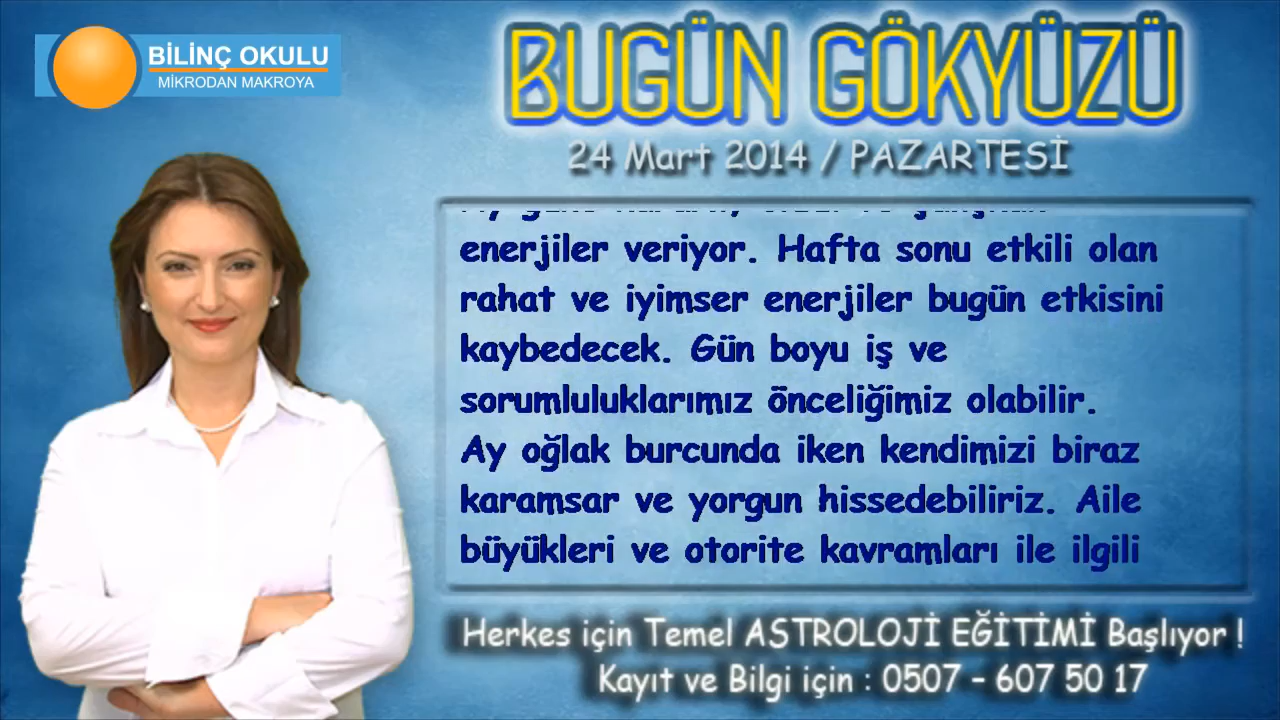 BİLİNÇ OKULU
MİKRODAN MAKROYA
BUGÜN GÖKYÜZÜ
24 Mart 2014 / PAZARTESİ
enerjiler veriyor. Hafta sonu etkili olan
rahat ve iyimser enerjiler bugün etkisini
kaybedecek. Gün boyu iş ve
sorumluluklarımız önceliğimiz olabilir.
Ay oğlak burcunda iken kendimizi biraz
karamsar ve yorgun hissedebiliriz. Aile
büyükleri ve otorite kavramları ile ilgili
Herkes için Temel ASTROLOJİ EĞİTİMİ Başlıyor !
Kayıt ve Bilgi için : 0507 - 607 50 17